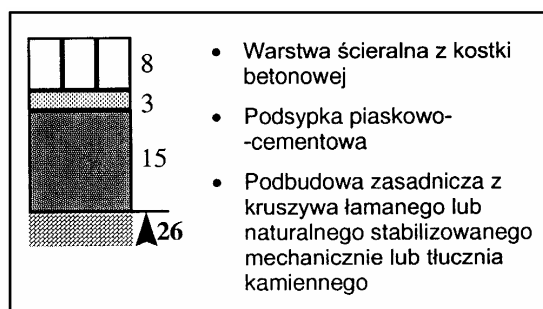 8
3
15
26
• Warstwa ścieralna z kostki
betonowej
• Podsypka piaskowo-
-cementowa
• Podbudowa zasadnicza z
kruszywa łamanego lub
naturalnego stabilizowanego
mechanicznie lub tłucznia
kamiennego